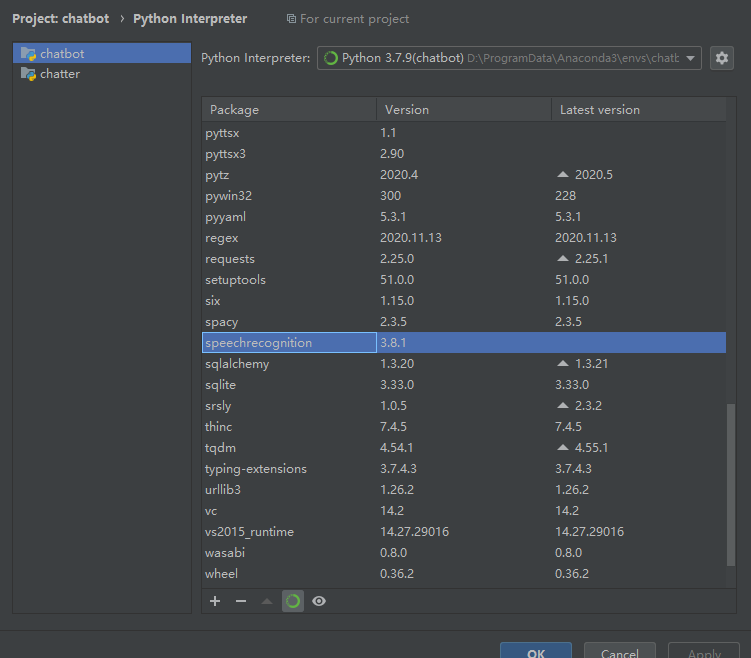 Project: chatbot › Python Interpreter For current project
chatbot
chatter
Python Interpreter: Python 3.7.9(chatbot) D:\ProgramData\Anaconda3\envs\chatb
Package Version Latest version
pyttsx 1.1
pyttsx3 2.90
pytz 2020.4 ▲ 2020.5
pywin32 300 228
pyyaml 5.3.1 5.3.1
regex 2020.11.13 2020.11.13
requests 2.25.0 ▲ 2.25.1
setuptools 51.0.0 51.0.0
six 1.15.0 1.15.0
spacy 2.3.5 2.3.5
speechrecognition 3.8.1
sqlalchemy 1.3.20 ▲ 1.3.21
sqlite 3.33.0 3.33.0
srsly 1.0.5 ▲ 2.3.2
thinc 7.4.5 7.4.5
tqdm 4.54.1 ▲ 4.55.1
typing-extensions 3.7.4.3 3.7.4.3
urllib3 1.26.2 1.26.2
vc 14.2 14.2
vs2015_runtime 14.27.29016 14.27.29016
wasabi 0.8.0 0.8.0
wheel 0.36.2 0.36.2
OK Cancel Apply